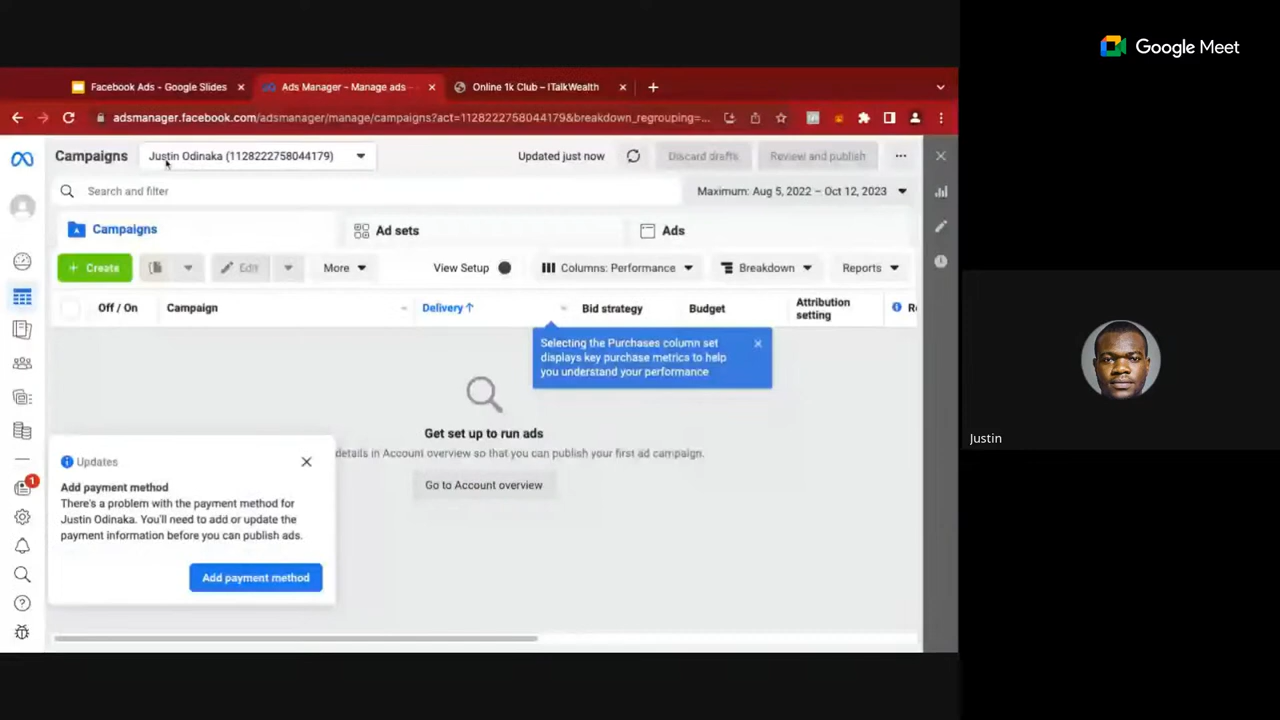 Google Meet
Facebook Ads - Google Slides
Ads Manager - Manage ads -
Online 1k Club – ITalkWealth
adsmanager.facebook.com/adsmanager/manage/campaigns?act=1128222758044179&breakdown_regrouping=...
Campaigns
Justin Odinaka (1128222758044179)
Updated just now
Discard drafts
Review and publish
Search and filter
Maximum: Aug 5, 2022 – Oct 12, 2023
Campaigns
Ad sets
Ads
+ Create
Edit
More
View Setup
Columns: Performance
Breakdown
Reports
Off / On
Campaign
Delivery ↑
Bid strategy
Budget
Attribution
setting
Selecting the Purchases column set
displays key purchase metrics to help
you understand your performance
Get set up to run ads
details in Account overview so that you can publish your first ad campaign.
Go to Account overview
Updates
Add payment method
There's a problem with the payment method for
Justin Odinaka. You'll need to add or update the
payment information before you can publish ads.
Add payment method
1
Justin